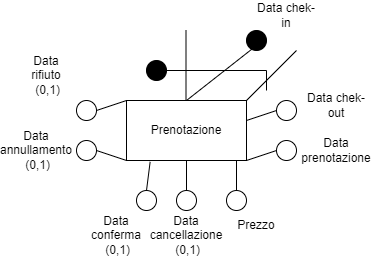 Data chek-
in
Data
rifiuto
(0,1)
Data chek-
out
Prenotazione
Data
annullamento
(0,1)
Data
prenotazione
Data
conferma
(0,1)
Data
cancellazione
(0,1)
Prezzo